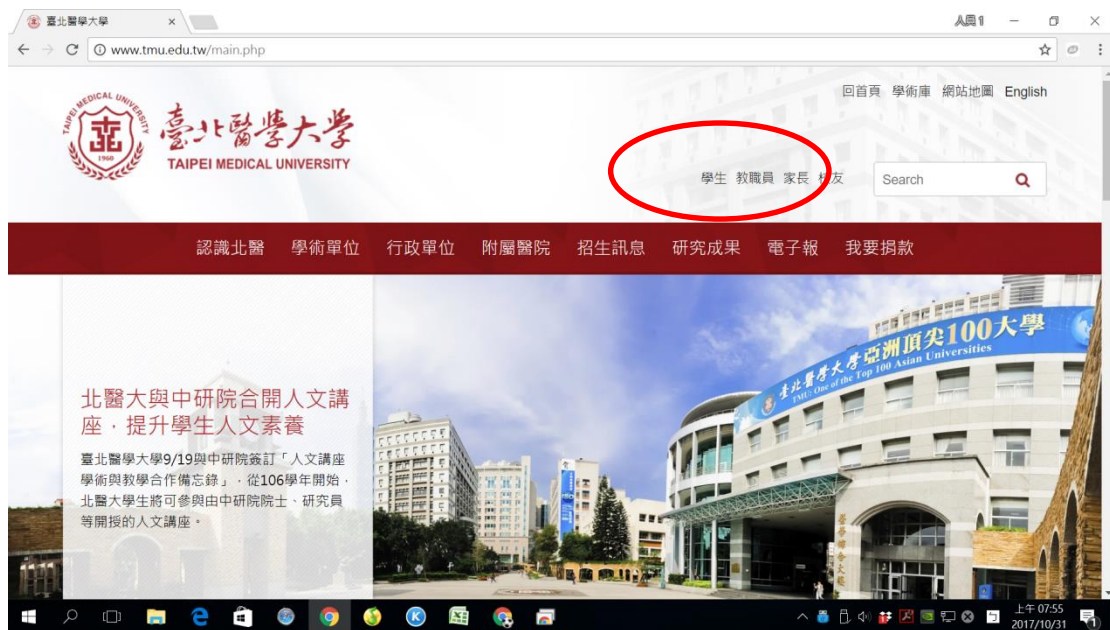 臺北醫學大學
人員1
www.tmu.edu.tw/main.php
回首頁 學術庫 網站地圖 English
TAIPEI MEDICAL UNIVERSITY
1960
臺北醫學大學
TAIPEI MEDICAL UNIVERSITY
學生 教職員 家長 校友
Search
認識北醫 學術單位 行政單位 附屬醫院 招生訊息 研究成果 電子報 我要捐款
臺北醫學大學 亞洲頂尖100大學
TMU: One of the Top 100 Asian Universities
北醫大與中研院合開人文講
座，提升學生人文素養
臺北醫學大學9/19與中研院簽訂「人文講座
學術與教學合作備忘錄」，從106學年開始，
北醫大學生將可參與由中研院院士、研究員
等開授的人文講座。
上午 07:55
2017/10/31